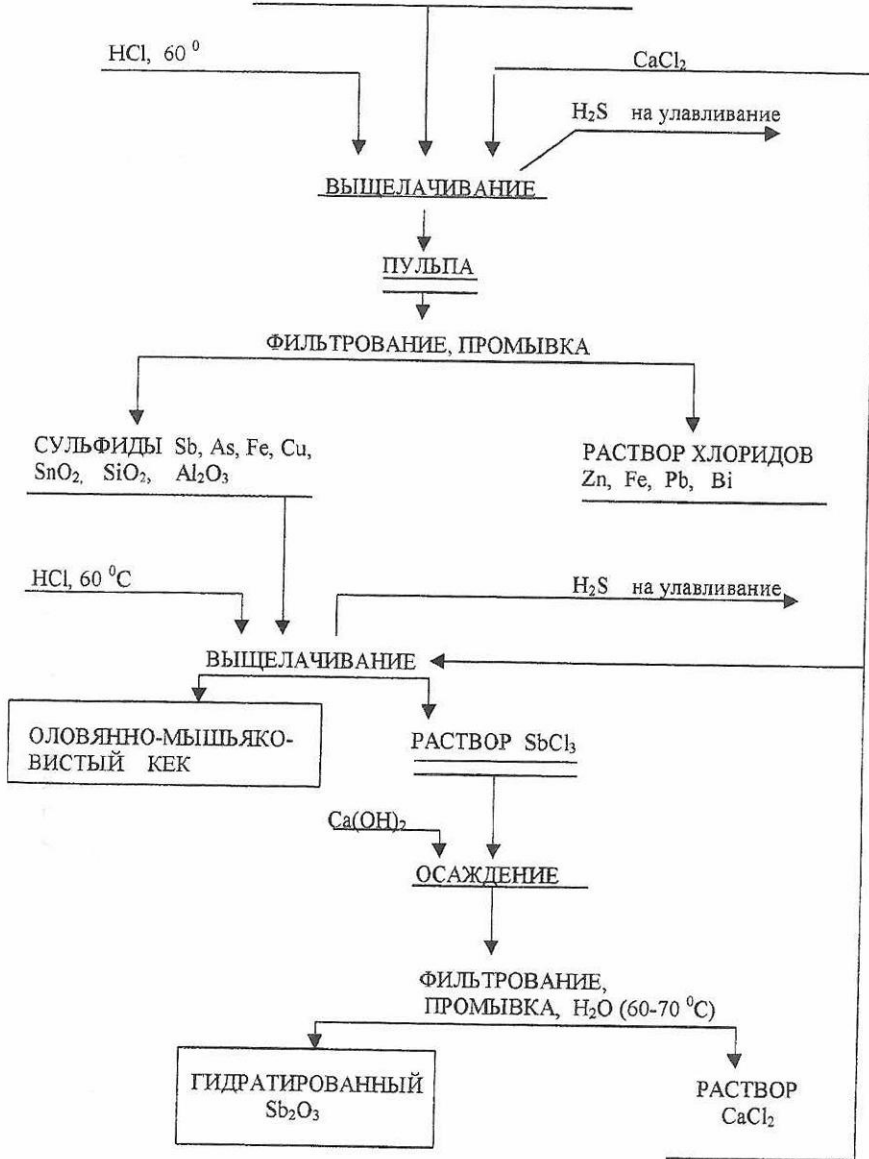 HCl, 60 ⁰
CaCl₂
H₂S на улавливание
ВЫЩЕЛАЧИВАНИЕ
ПУЛЬПА
ФИЛЬТРОВАНИЕ, ПРОМЫВКА
СУЛЬФИДЫ Sb, As, Fe, Cu,
SnO₂, SiO₂, Al₂O₃
РАСТВОР ХЛОРИДОВ
Zn, Fe, Pb, Bi
HCl, 60 ⁰C
H₂S на улавливание
ВЫЩЕЛАЧИВАНИЕ
ОЛОВЯННО-МЫШЬЯКО-
ВИСТЫЙ КЕК
РАСТВОР SbCl₃
Ca(OH)₂
ОСАЖДЕНИЕ
ФИЛЬТРОВАНИЕ,
ПРОМЫВКА, H₂O (60-70 ⁰C)
ГИДРАТИРОВАННЫЙ
Sb₂O₃
РАСТВОР
CaCl₂